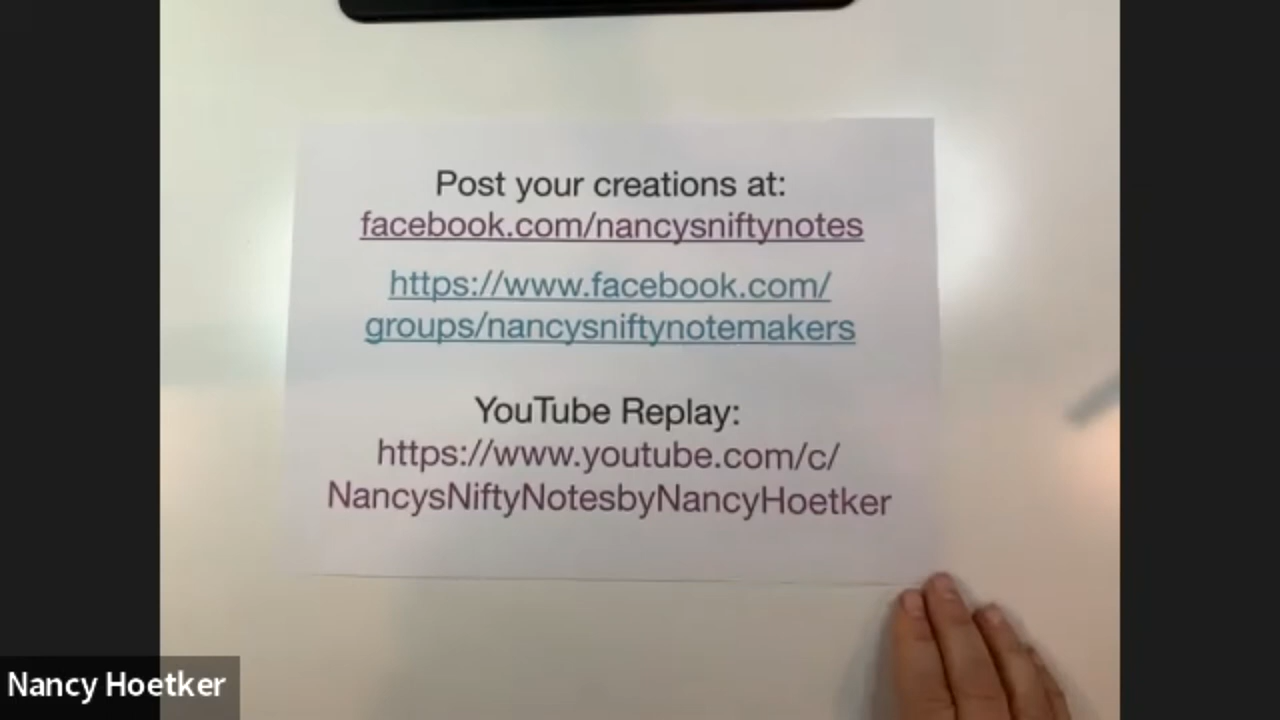 Post your creations at:
facebook.com/nancysniftynotes
https://www.facebook.com/
groups/nancysniftynotemakers
YouTube Replay:
https://www.youtube.com/c/
NancysNiftyNotesbyNancyHoetker
Nancy Hoetker